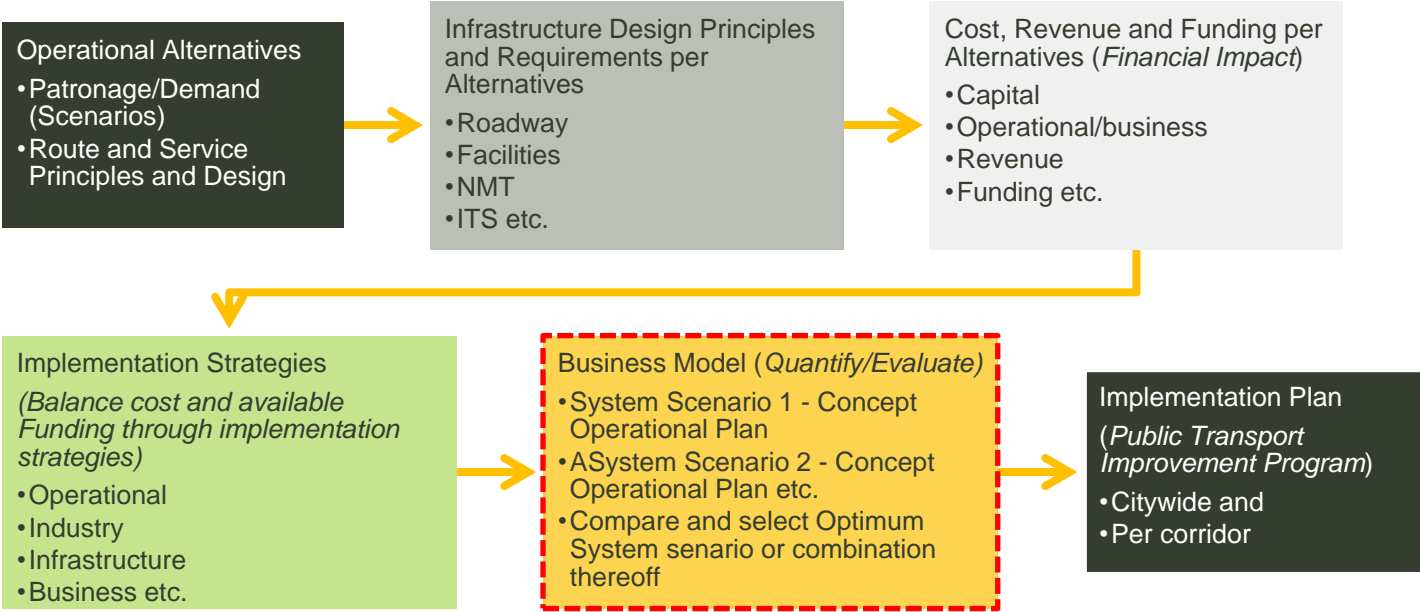 Operational Alternatives
•Patronage/Demand
(Scenarios)
•Route and Service
Principles and Design
Infrastructure Design Principles
and Requirements per
Alternatives
•Roadway
•Facilities
•NMT
•ITS etc.
Cost, Revenue and Funding per
Alternatives (Financial Impact)
•Capital
•Operational/business
•Revenue
•Funding etc.
Implementation Strategies
(Balance cost and available
Funding through implementation
strategies)
•Operational
•Industry
•Infrastructure
•Business etc.
Business Model (Quantify/Evaluate)
•System Scenario 1 - Concept
Operational Plan
•ASystem Scenario 2 - Concept
Operational Plan etc.
•Compare and select Optimum
System senario or combination
thereoff
Implementation Plan
(Public Transport
Improvement Program)
•Citywide and
•Per corridor